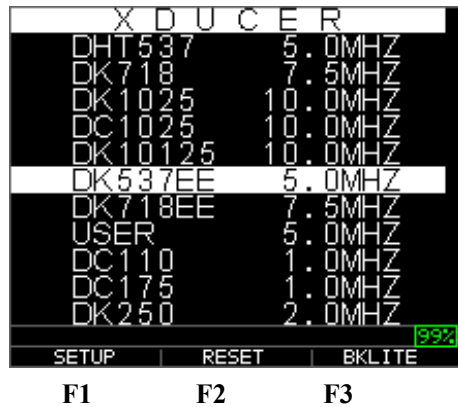 XDUCER
DHT537 5.0MHZ
DK718 7.5MHZ
DK1025 10.0MHZ
DC1025 10.0MHZ
DK10125 10.0MHZ
DK537EE 5.0MHZ
DK718EE 7.5MHZ
USER 5.0MHZ
DC110 1.0MHZ
DC175 1.0MHZ
DK250 2.0MHZ
99%
SETUP | RESET | BKLITE
F1 F2 F3